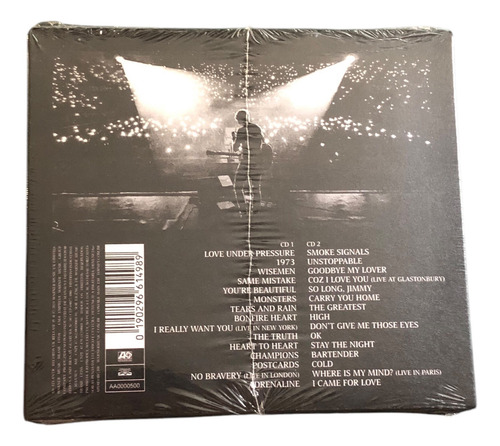 CD 1
LOVE UNDER PRESSURE
1973
WISEMEN
SAME MISTAKE
YOU'RE BEAUTIFUL
MONSTERS
TEARS AND RAIN
BONFIRE HEART
I REALLY WANT YOU (LIVE IN NEW YORK)
THE TRUTH
HEART TO HEART
CHAMPIONS
POSTCARDS
NO BRAVERY (LIVE IN LONDON)
ADRENALINE
CD 2
SMOKE SIGNALS
UNSTOPPABLE
GOODBYE MY LOVER
COZ I LOVE YOU (LIVE AT GLASTONBURY)
SO LONG, JIMMY
CARRY YOU HOME
THE GREATEST
HIGH
DON'T GIVE ME THOSE EYES
OK
STAY THE NIGHT
BARTENDER
COLD
WHERE IS MY MIND? (LIVE IN PARIS)
I CAME FOR LOVE
0 190296 614989
AA0000500